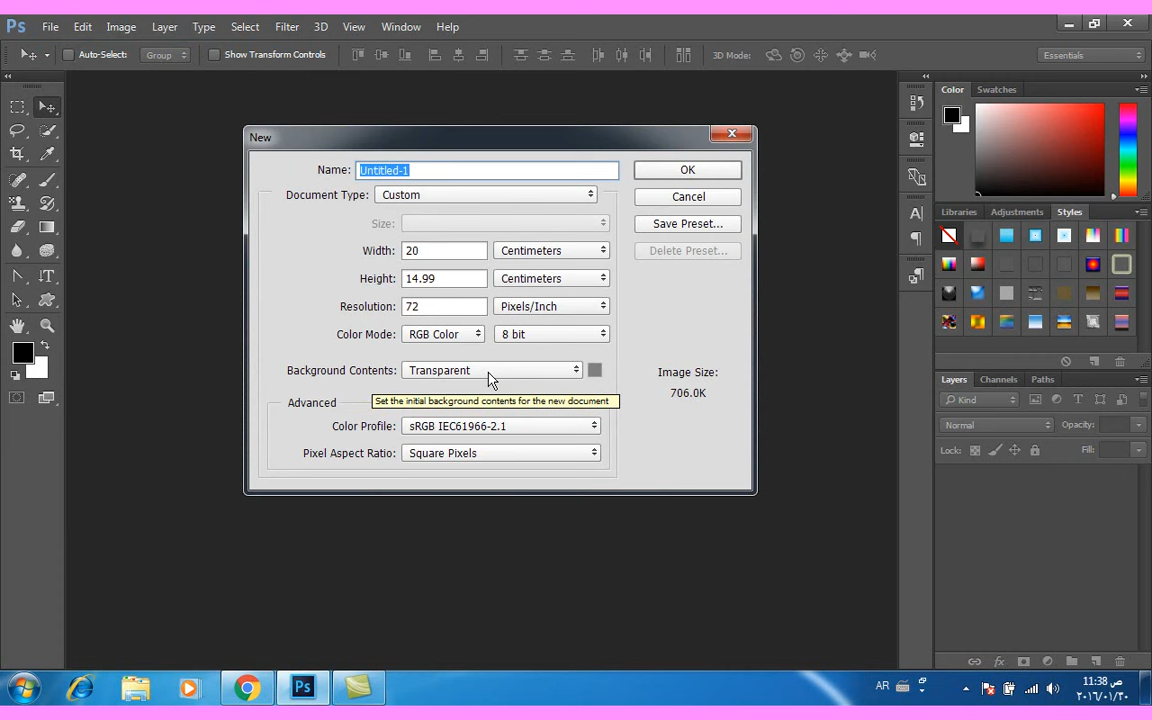 Ps File Edit Image Layer Type Select Filter 3D View Window Help
Auto-Select: Group Show Transform Controls 3D Mode: Essentials
Color Swatches
New
Name: Untitled-1 OK
Document Type: Custom Cancel
Size: Save Preset...
Width: 20 Centimeters Delete Preset...
Height: 14.99 Centimeters
Resolution: 72 Pixels/Inch
Color Mode: RGB Color 8 bit
Background Contents: Transparent Image Size:
706.0K
Set the initial background contents for the new document
Advanced
Color Profile: sRGB IEC61966-2.1
Pixel Aspect Ratio: Square Pixels
Libraries Adjustments Styles
Layers Channels Paths
Kind
Normal Opacity:
Lock: Fill:
Ps AR 11:38 ص
٢٠١٦/٠١/٣٠